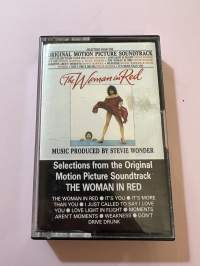 SELECTIONS FROM THE
ORIGINAL MOTION PICTURE SOUNDTRACK
The Woman in Red
MUSIC PRODUCED BY STEVIE WONDER
Selections from the Original
Motion Picture Soundtrack
THE WOMAN IN RED
THE WOMAN IN RED ● IT'S YOU ● IT'S MORE
THAN YOU ● I JUST CALLED TO SAY I LOVE
YOU ● LOVE LIGHT IN FLIGHT ● MOMENTS
AREN'T MOMENTS ● WEAKNESS ● DON'T
DRIVE DRUNK